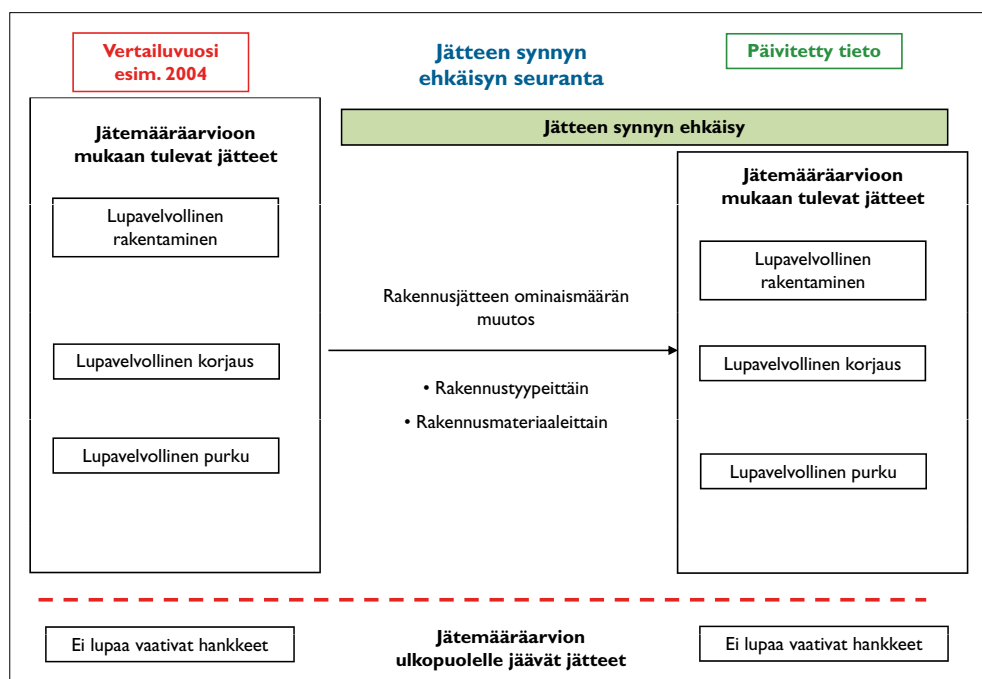 Vertailuvuosi
esim. 2004
Jätteen synnyn
ehkäisyn seuranta
Päivitetty tieto
Jätteen synnyn ehkäisy
Jätemääräarvioon
mukaan tulevat jätteet
Lupavelvollinen
rakentaminen
Lupavelvollinen korjaus
Lupavelvollinen purku
Rakennusjätteen ominaismäärän
muutos
• Rakennustyypeittäin
• Rakennusmateriaaleittain
Jätemääräarvioon
mukaan tulevat jätteet
Lupavelvollinen
rakentaminen
Lupavelvollinen korjaus
Lupavelvollinen purku
Ei lupaa vaativat hankkeet
Jätemääräarvion
ulkopuolelle jäävät jätteet
Ei lupaa vaativat hankkeet